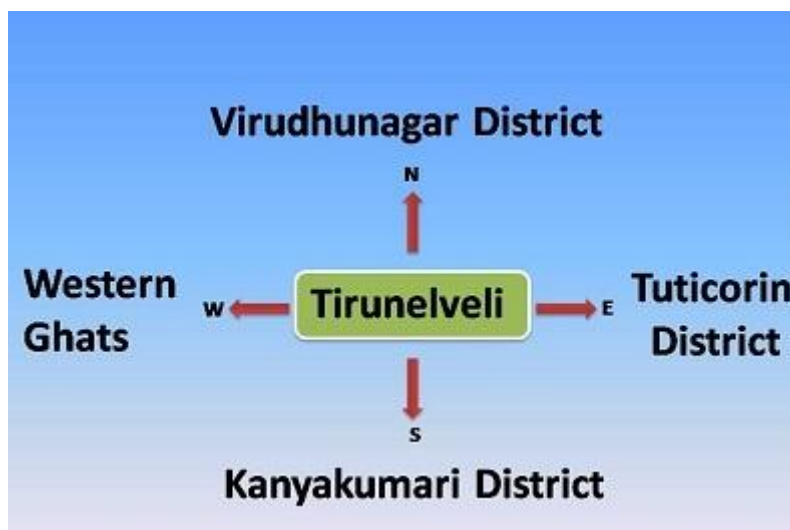 Virudhunagar District
N
Western
Ghats
W
Tirunelveli
E
Tuticorin
District
S
Kanyakumari District